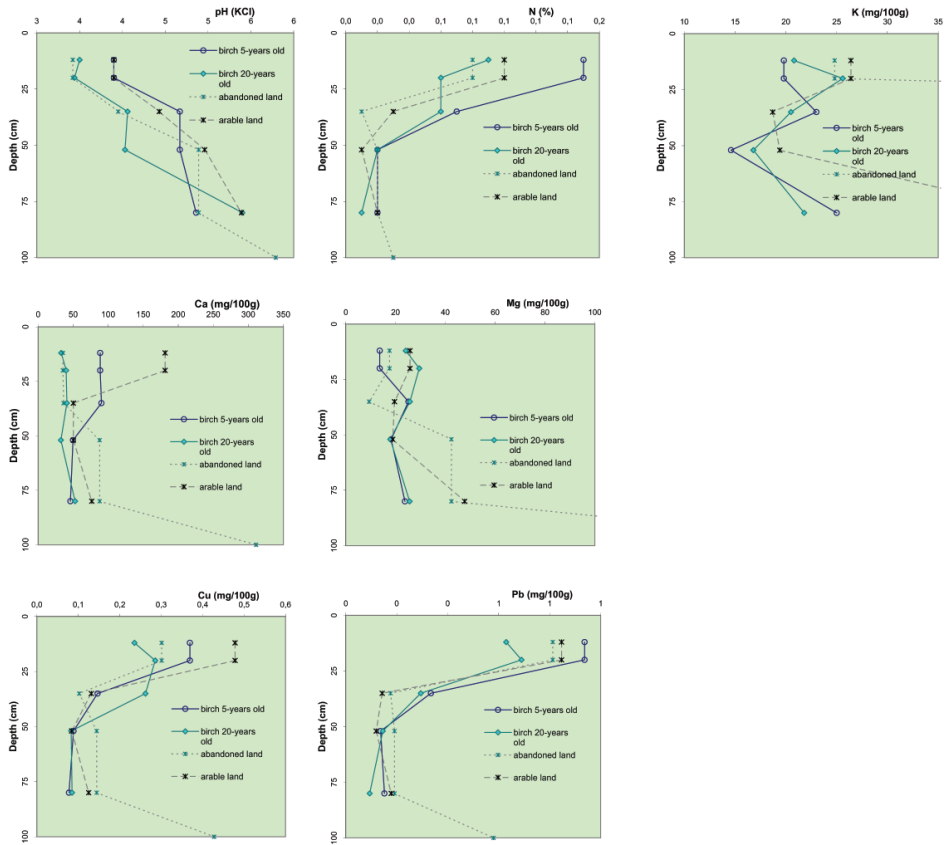 pH (KCl)
3 4 4 5 5 6 6
0
25
50
75
100
Depth (cm)
birch 5-years old
birch 20-years
old
abandoned land
arable land
N (%)
0,0 0,0 0,1 0,1 0,1 0,1 0,1 0,1 0,2
0
25
50
75
100
Depth (cm)
birch 5-years old
birch 20-years
old
abandoned land
arable land
K (mg/100g)
10 15 20 25 30 35
0
25
50
75
100
Depth (cm)
birch 5-years old
birch 20-years
old
abandoned land
arable land
Ca (mg/100g)
0 50 100 150 200 250 300 350
0
25
50
75
100
Depth (cm)
birch 5-years old
birch 20-years
old
abandoned land
arable land
Mg (mg/100g)
0 20 40 60 80 100
0
25
50
75
100
Depth (cm)
birch 5-years old
birch 20-years
old
abandoned land
arable land
Cu (mg/100g)
0,0 0,1 0,2 0,3 0,4 0,5 0,6
0
25
50
75
100
Depth (cm)
birch 5-years old
birch 20-years
old
abandoned land
arable land
Pb (mg/100g)
0 0 0 1 1 1
0
25
50
75
100
Depth (cm)
birch 5-years old
birch 20-years
old
abandoned land
arable land